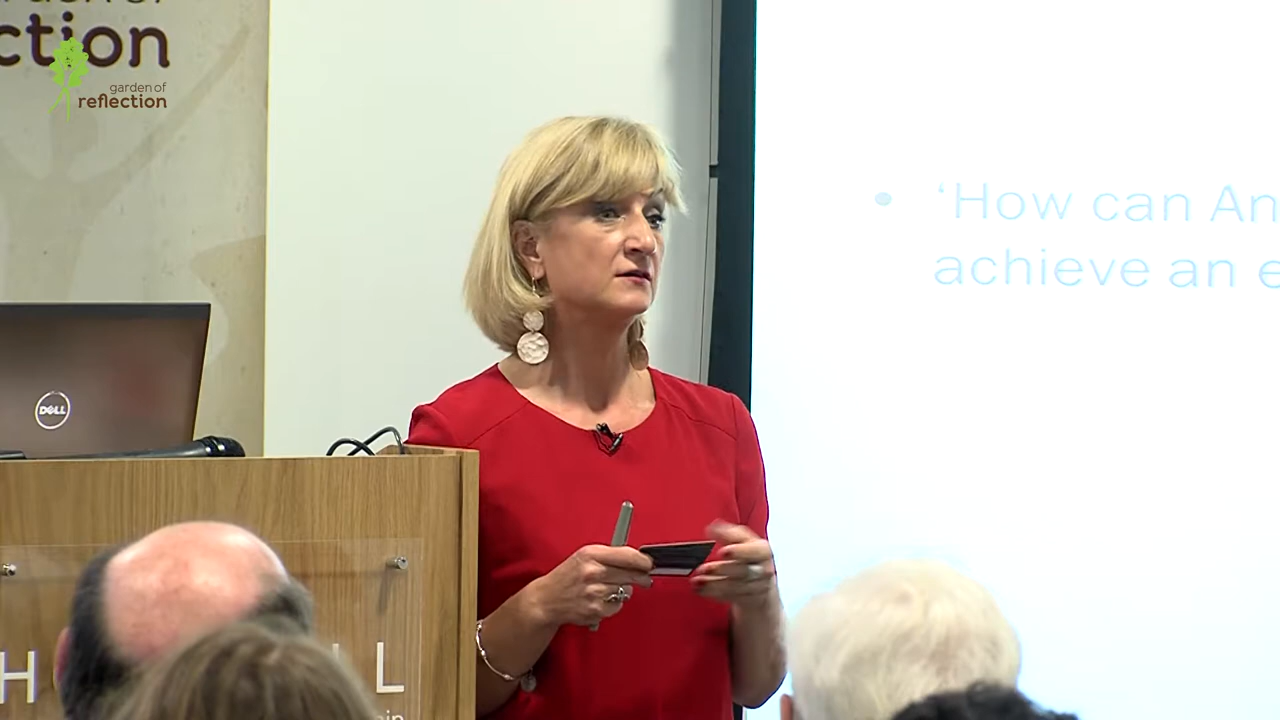 ction
garden of
reflection
DELL
‘How can An
achieve an e
H L